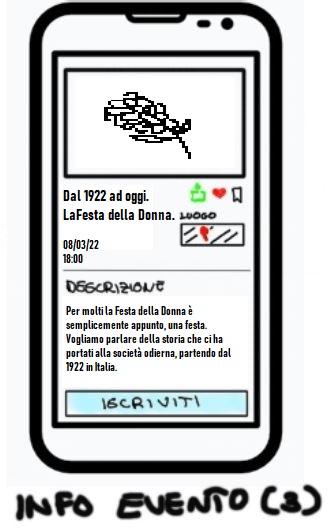 Dal 1922 ad oggi.
LaFesta della Donna.
LUOGO
08/03/22
18:00
DESCRIZIONE
Per molti la Festa della Donna è
semplicemente appunto, una festa.
Vogliamo parlare della storia che ci ha
portati alla società odierna, partendo dal
1922 in Italia.
ISCRIVITI
INFO EVENTO (3)